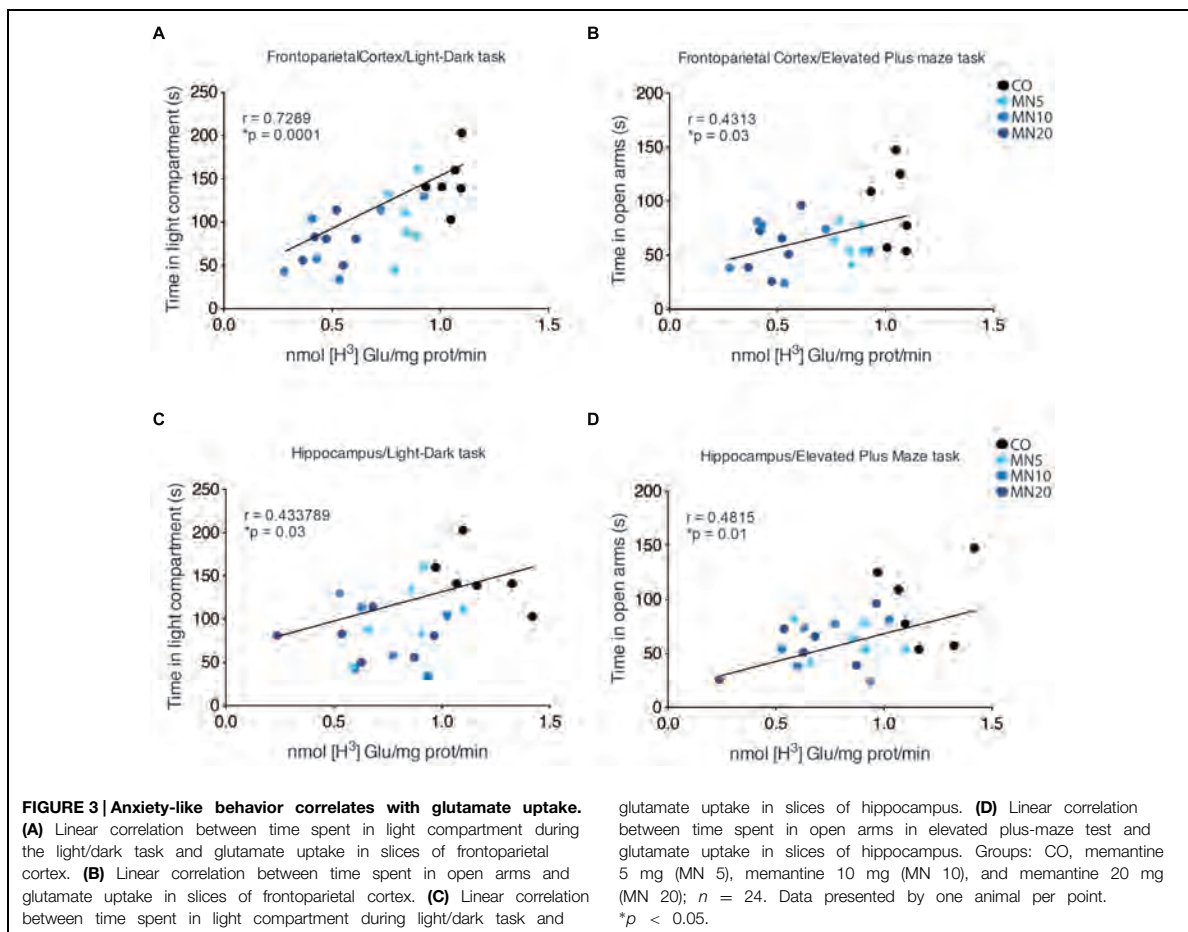 A
FrontoparietalCortex/Light-Dark task
Time in light compartment (s)
250
200
150
100
50
0
r = 0.7289
*p = 0.0001
0.0
0.5
1.0
1.5
nmol [H³] Glu/mg prot/min
B
Frontoparietal Cortex/Elevated Plus maze task
Time in open arms (s)
200
150
100
50
0
r = 0.4313
*p = 0.03
CO
MN5
MN10
MN20
0.0
0.5
1.0
1.5
nmol [H³] Glu/mg prot/min
C
Hippocampus/Light-Dark task
Time in light compartment (s)
250
200
150
100
50
0
r = 0.433789
*p = 0.03
0.0
0.5
1.0
1.5
nmol [H³] Glu/mg prot/min
D
Hippocampus/Elevated Plus Maze task
Time in open arms (s)
200
150
100
50
0
r = 0.4815
*p = 0.01
CO
MN5
MN10
MN20
0.0
0.5
1.0
1.5
nmol [H³] Glu/mg prot/min
FIGURE 3 | Anxiety-like behavior correlates with glutamate uptake.
(A) Linear correlation between time spent in light compartment during
the light/dark task and glutamate uptake in slices of frontoparietal
cortex. (B) Linear correlation between time spent in open arms and
glutamate uptake in slices of frontoparietal cortex. (C) Linear correlation
between time spent in light compartment during light/dark task and
glutamate uptake in slices of hippocampus. (D) Linear correlation
between time spent in open arms in elevated plus-maze test and
glutamate uptake in slices of hippocampus. Groups: CO, memantine
5 mg (MN 5), memantine 10 mg (MN 10), and memantine 20 mg
(MN 20); n = 24. Data presented by one animal per point.
*p < 0.05.